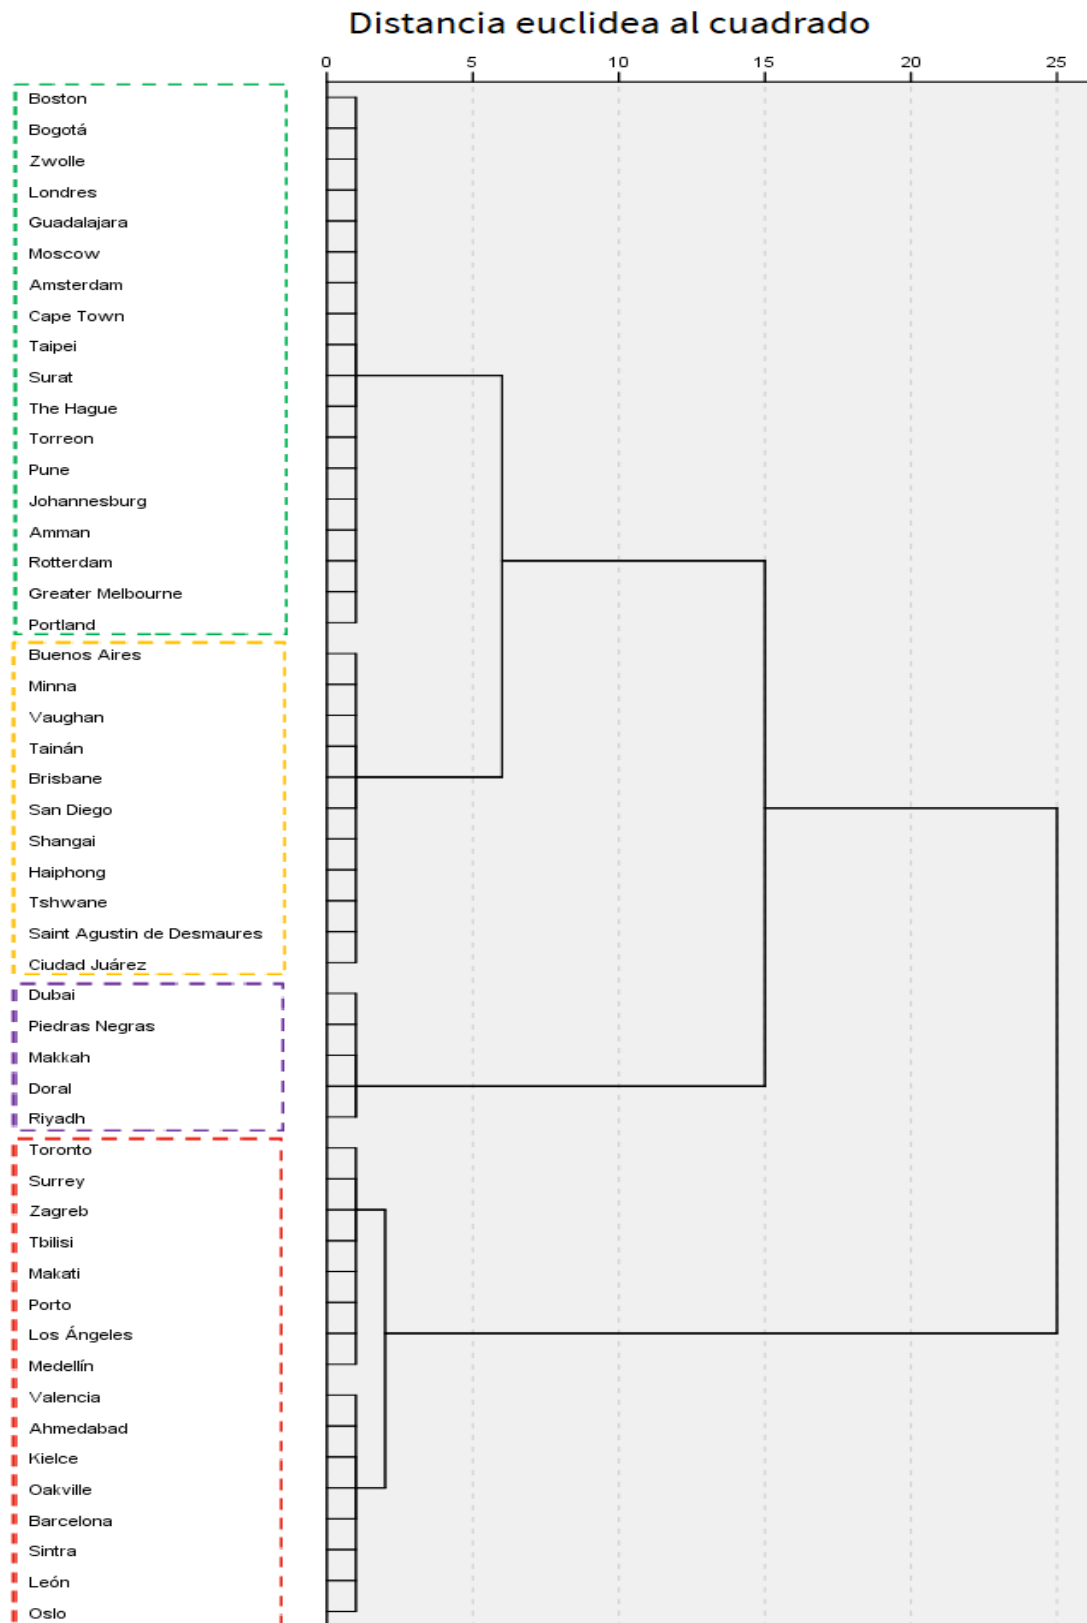 Distancia euclidea al cuadrado
0 5 10 15 20 25
Boston
Bogotá
Zwolle
Londres
Guadalajara
Moscow
Amsterdam
Cape Town
Taipei
Surat
The Hague
Torreon
Pune
Johannesburg
Amman
Rotterdam
Greater Melbourne
Portland
Buenos Aires
Minna
Vaughan
Tainán
Brisbane
San Diego
Shangai
Haiphong
Tshwane
Saint Agustin de Desmaures
Ciudad Juárez
Dubai
Piedras Negras
Makkah
Doral
Riyadh
Toronto
Surrey
Zagreb
Tbilisi
Makati
Porto
Los Ángeles
Medellín
Valencia
Ahmedabad
Kielce
Oakville
Barcelona
Sintra
León
Oslo